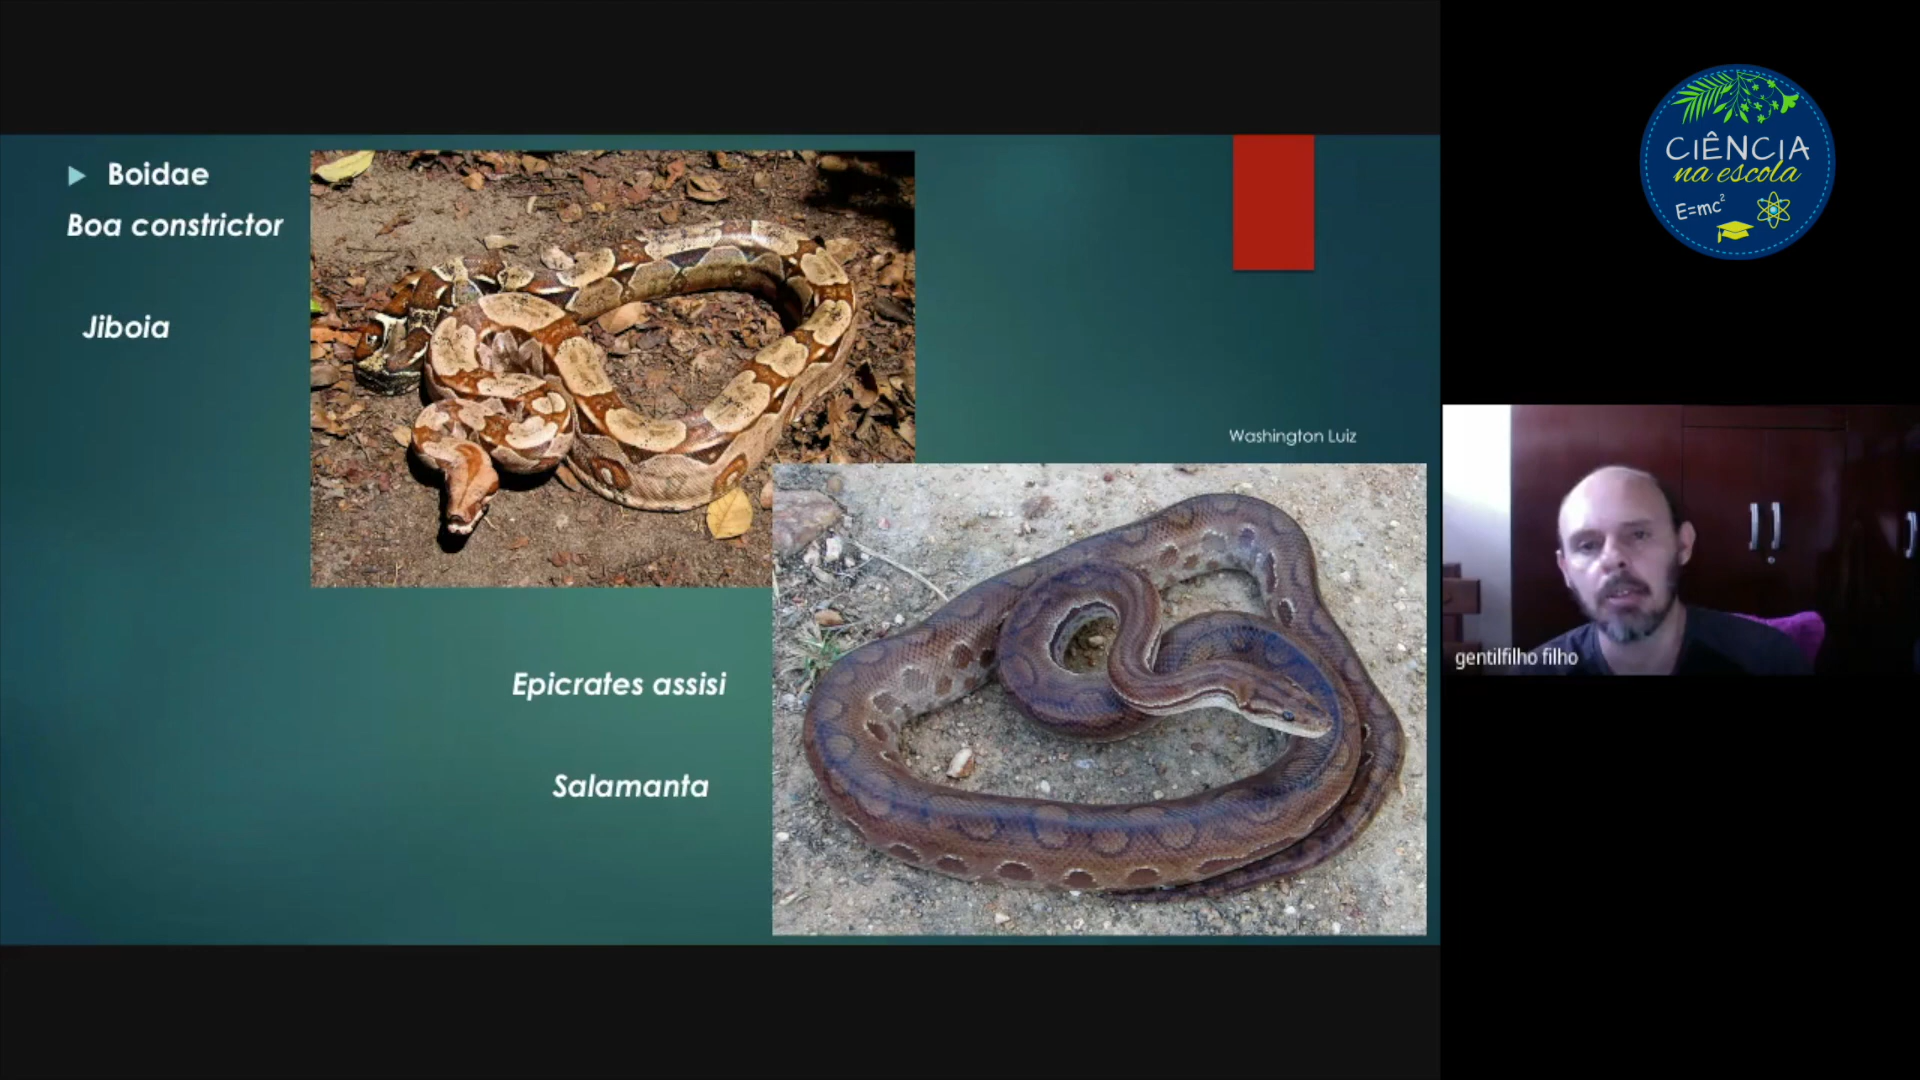 Boidae
Boa constrictor
Jiboia
Washington Luiz
Epicrates assisi
Salamanta
CIÊNCIA
na escola
E=mc²
gentilfilho filho